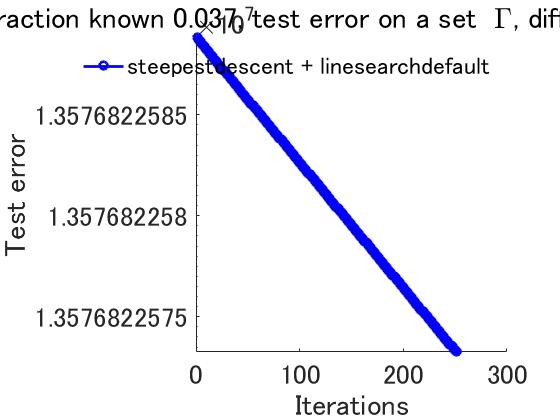 raction known 0.037, test error on a set Γ, diff
×10^7
steepestdescent + linesearchdefault
1.3576822585
1.357682258
1.3576822575
Test error
0 100 200 300
Iterations